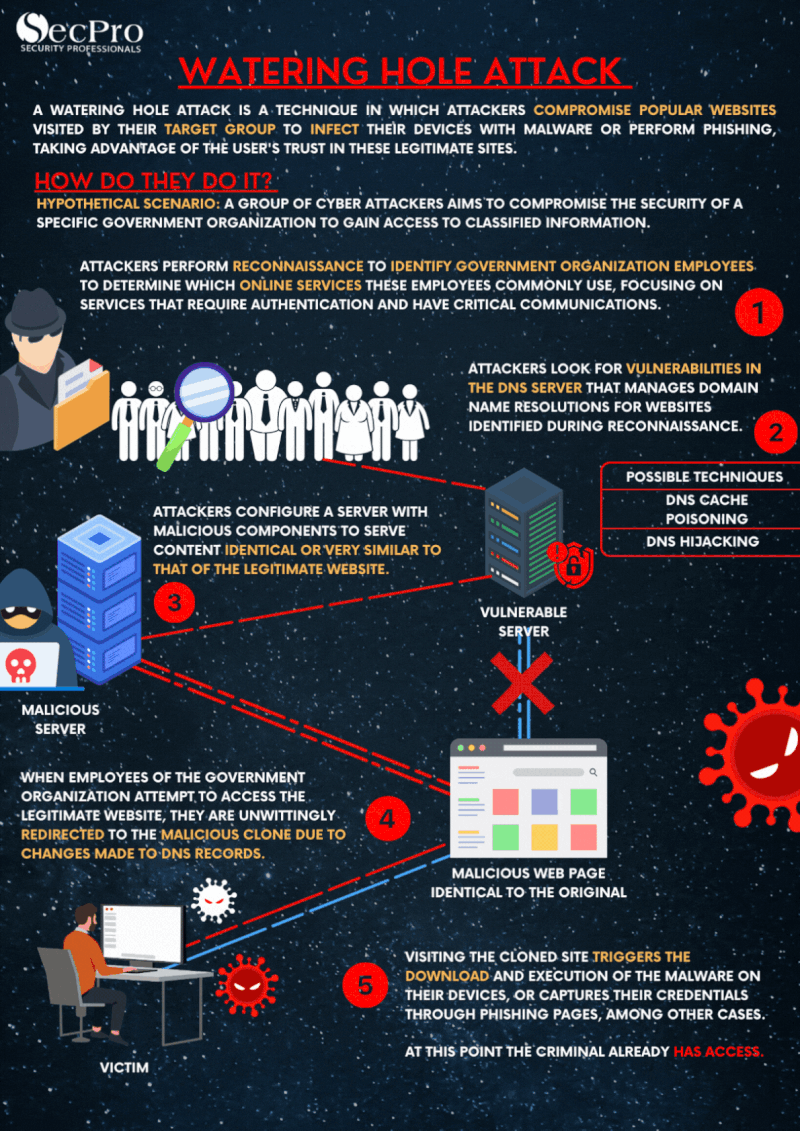 SecPro
SECURITY PROFESSIONALS
WATERING HOLE ATTACK
A WATERING HOLE ATTACK IS A TECHNIQUE IN WHICH ATTACKERS COMPROMISE POPULAR WEBSITES
VISITED BY THEIR TARGET GROUP TO INFECT THEIR DEVICES WITH MALWARE OR PERFORM PHISHING,
TAKING ADVANTAGE OF THE USER'S TRUST IN THESE LEGITIMATE SITES.
HOW DO THEY DO IT?
HYPOTHETICAL SCENARIO: A GROUP OF CYBER ATTACKERS AIMS TO COMPROMISE THE SECURITY OF A
SPECIFIC GOVERNMENT ORGANIZATION TO GAIN ACCESS TO CLASSIFIED INFORMATION.
ATTACKERS PERFORM RECONNAISSANCE TO IDENTIFY GOVERNMENT ORGANIZATION EMPLOYEES
TO DETERMINE WHICH ONLINE SERVICES THESE EMPLOYEES COMMONLY USE, FOCUSING ON
SERVICES THAT REQUIRE AUTHENTICATION AND HAVE CRITICAL COMMUNICATIONS.
1
ATTACKERS LOOK FOR VULNERABILITIES IN
THE DNS SERVER THAT MANAGES DOMAIN
NAME RESOLUTIONS FOR WEBSITES
IDENTIFIED DURING RECONNAISSANCE.
2
POSSIBLE TECHNIQUES
DNS CACHE
POISONING
DNS HIJACKING
ATTACKERS CONFIGURE A SERVER WITH
MALICIOUS COMPONENTS TO SERVE
CONTENT IDENTICAL OR VERY SIMILAR TO
THAT OF THE LEGITIMATE WEBSITE.
3
VULNERABLE
SERVER
MALICIOUS
SERVER
WHEN EMPLOYEES OF THE GOVERNMENT
ORGANIZATION ATTEMPT TO ACCESS THE
LEGITIMATE WEBSITE, THEY ARE UNWITTINGLY
REDIRECTED TO THE MALICIOUS CLONE DUE TO
CHANGES MADE TO DNS RECORDS.
4
MALICIOUS WEB PAGE
IDENTICAL TO THE ORIGINAL
5
VISITING THE CLONED SITE TRIGGERS THE
DOWNLOAD AND EXECUTION OF THE MALWARE ON
THEIR DEVICES, OR CAPTURES THEIR CREDENTIALS
THROUGH PHISHING PAGES, AMONG OTHER CASES.
AT THIS POINT THE CRIMINAL ALREADY HAS ACCESS.
VICTIM